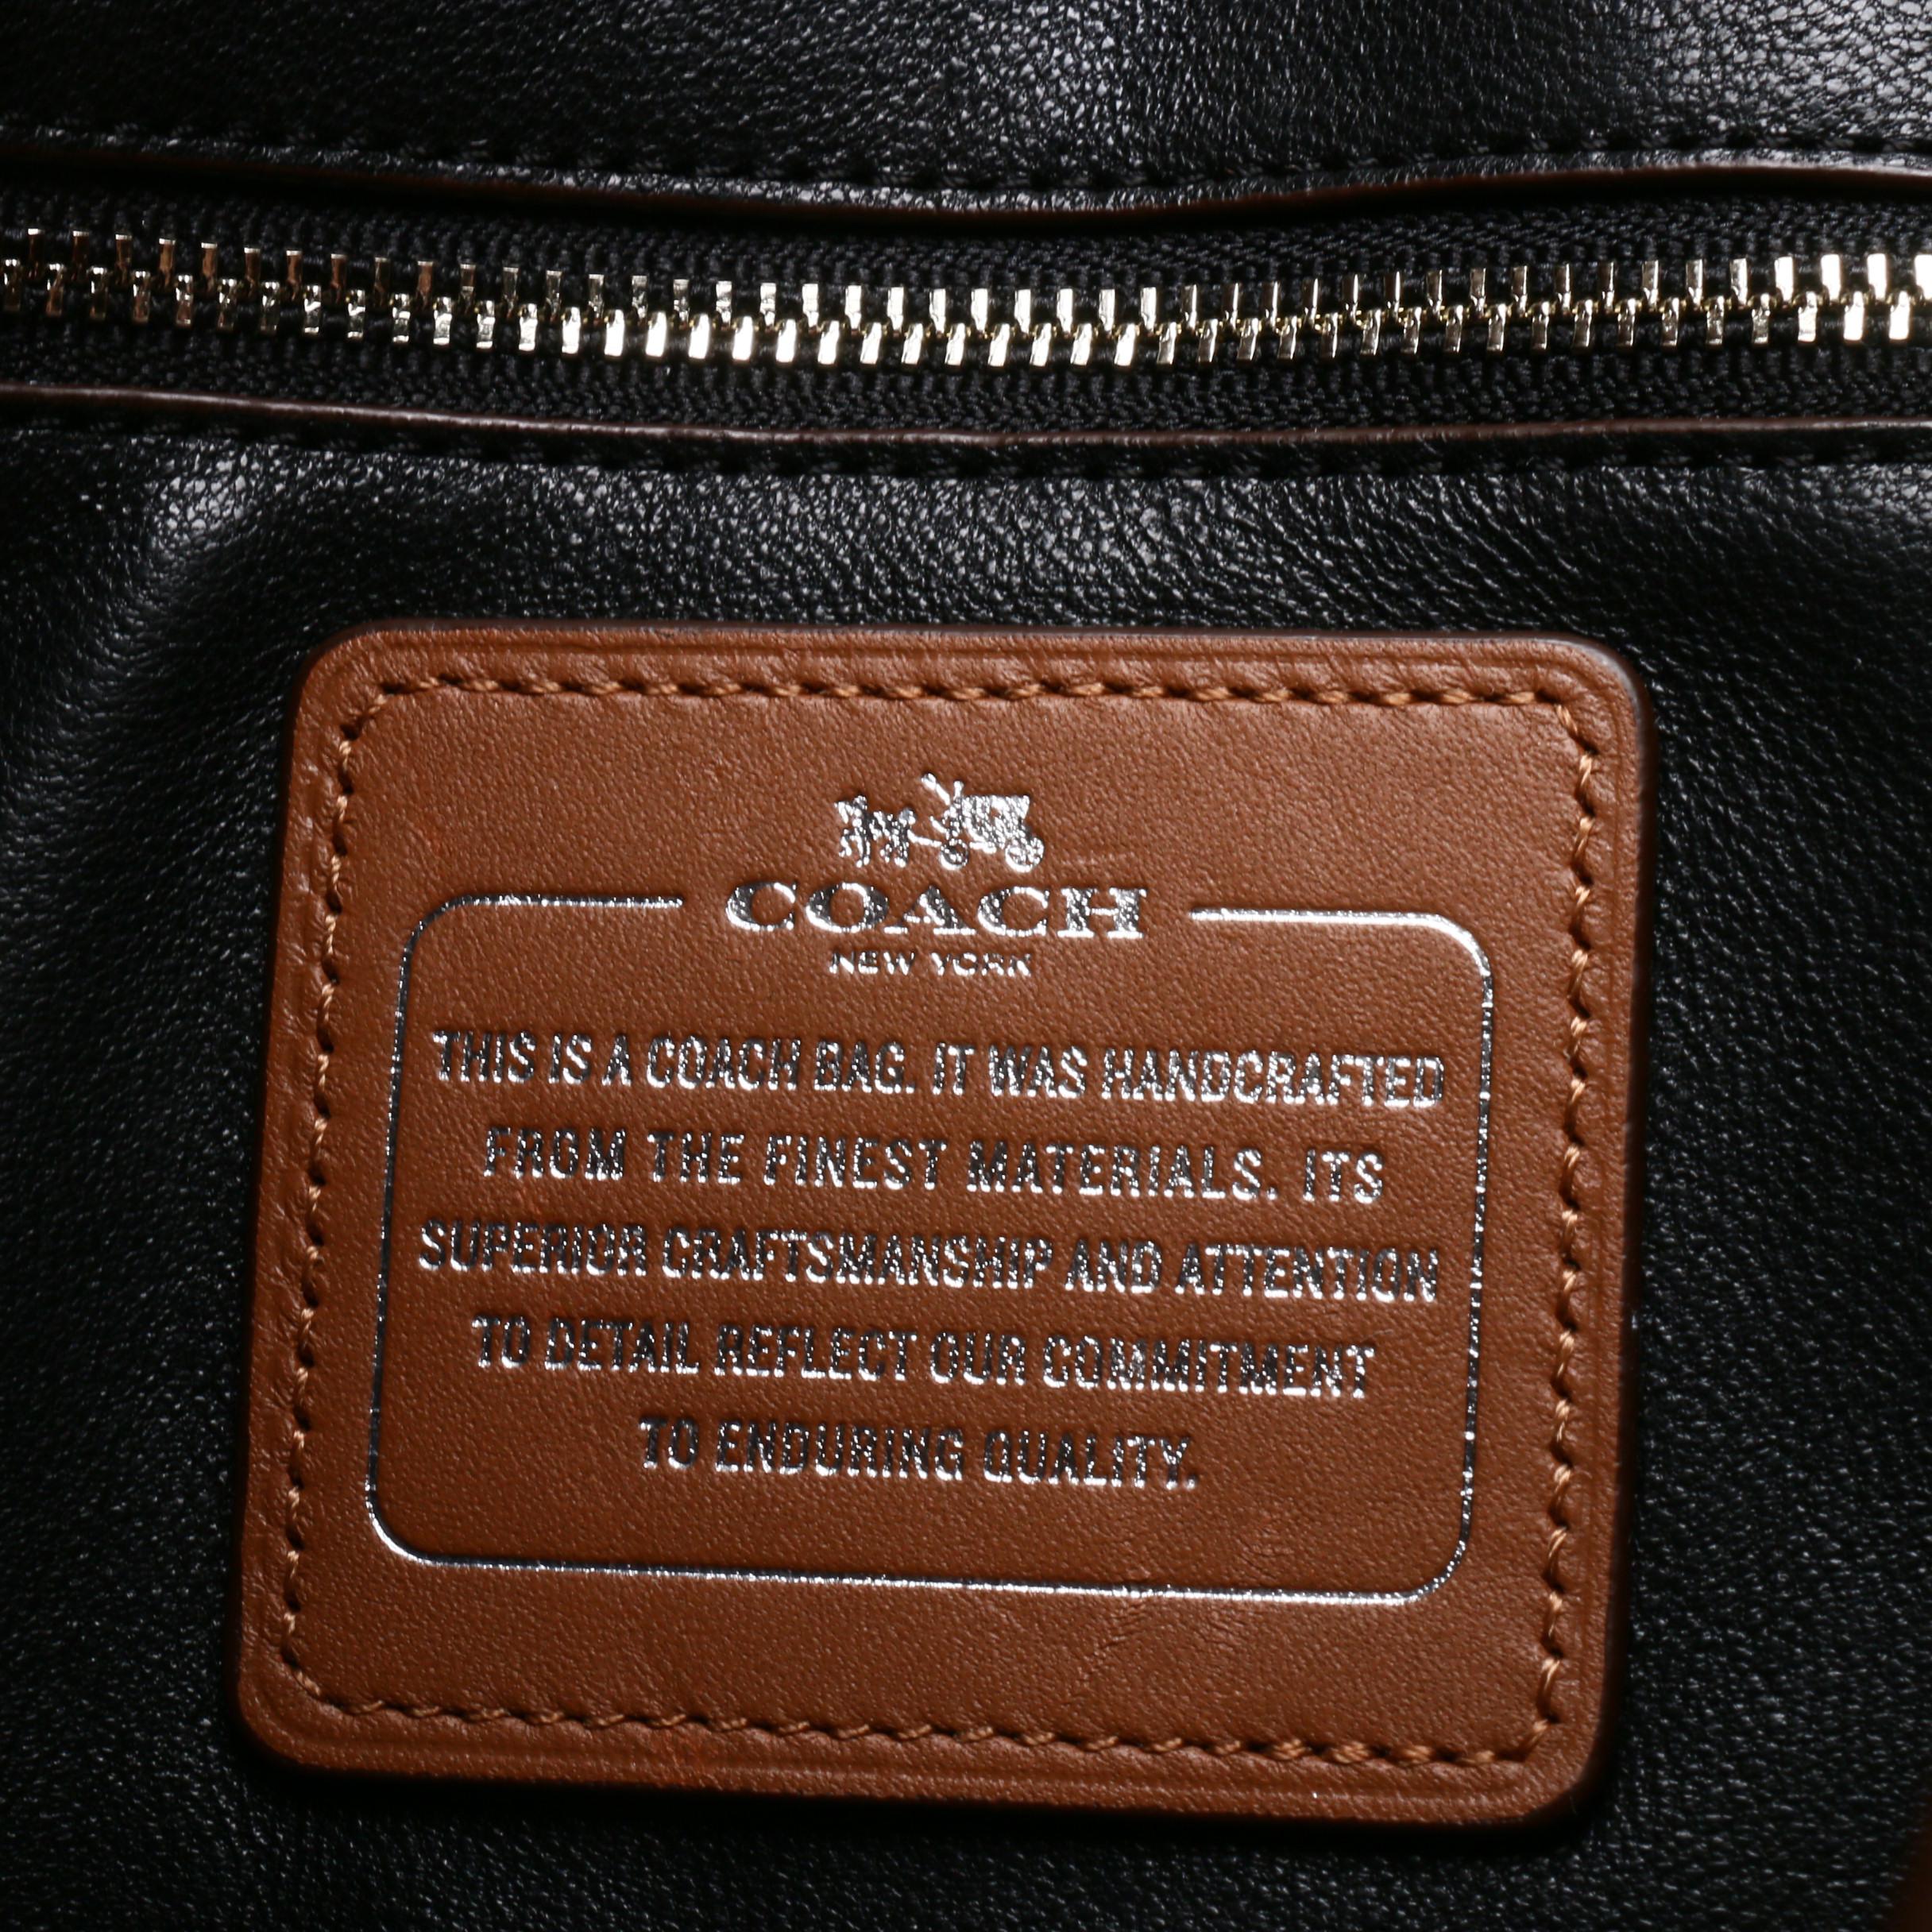 COACH
NEW YORK
THIS IS A COACH BAG. IT WAS HANDCRAFTED
FROM THE FINEST MATERIALS. ITS
SUPERIOR CRAFTSMANSHIP AND ATTENTION
TO DETAIL REFLECT OUR COMMITMENT
TO ENDURING QUALITY.